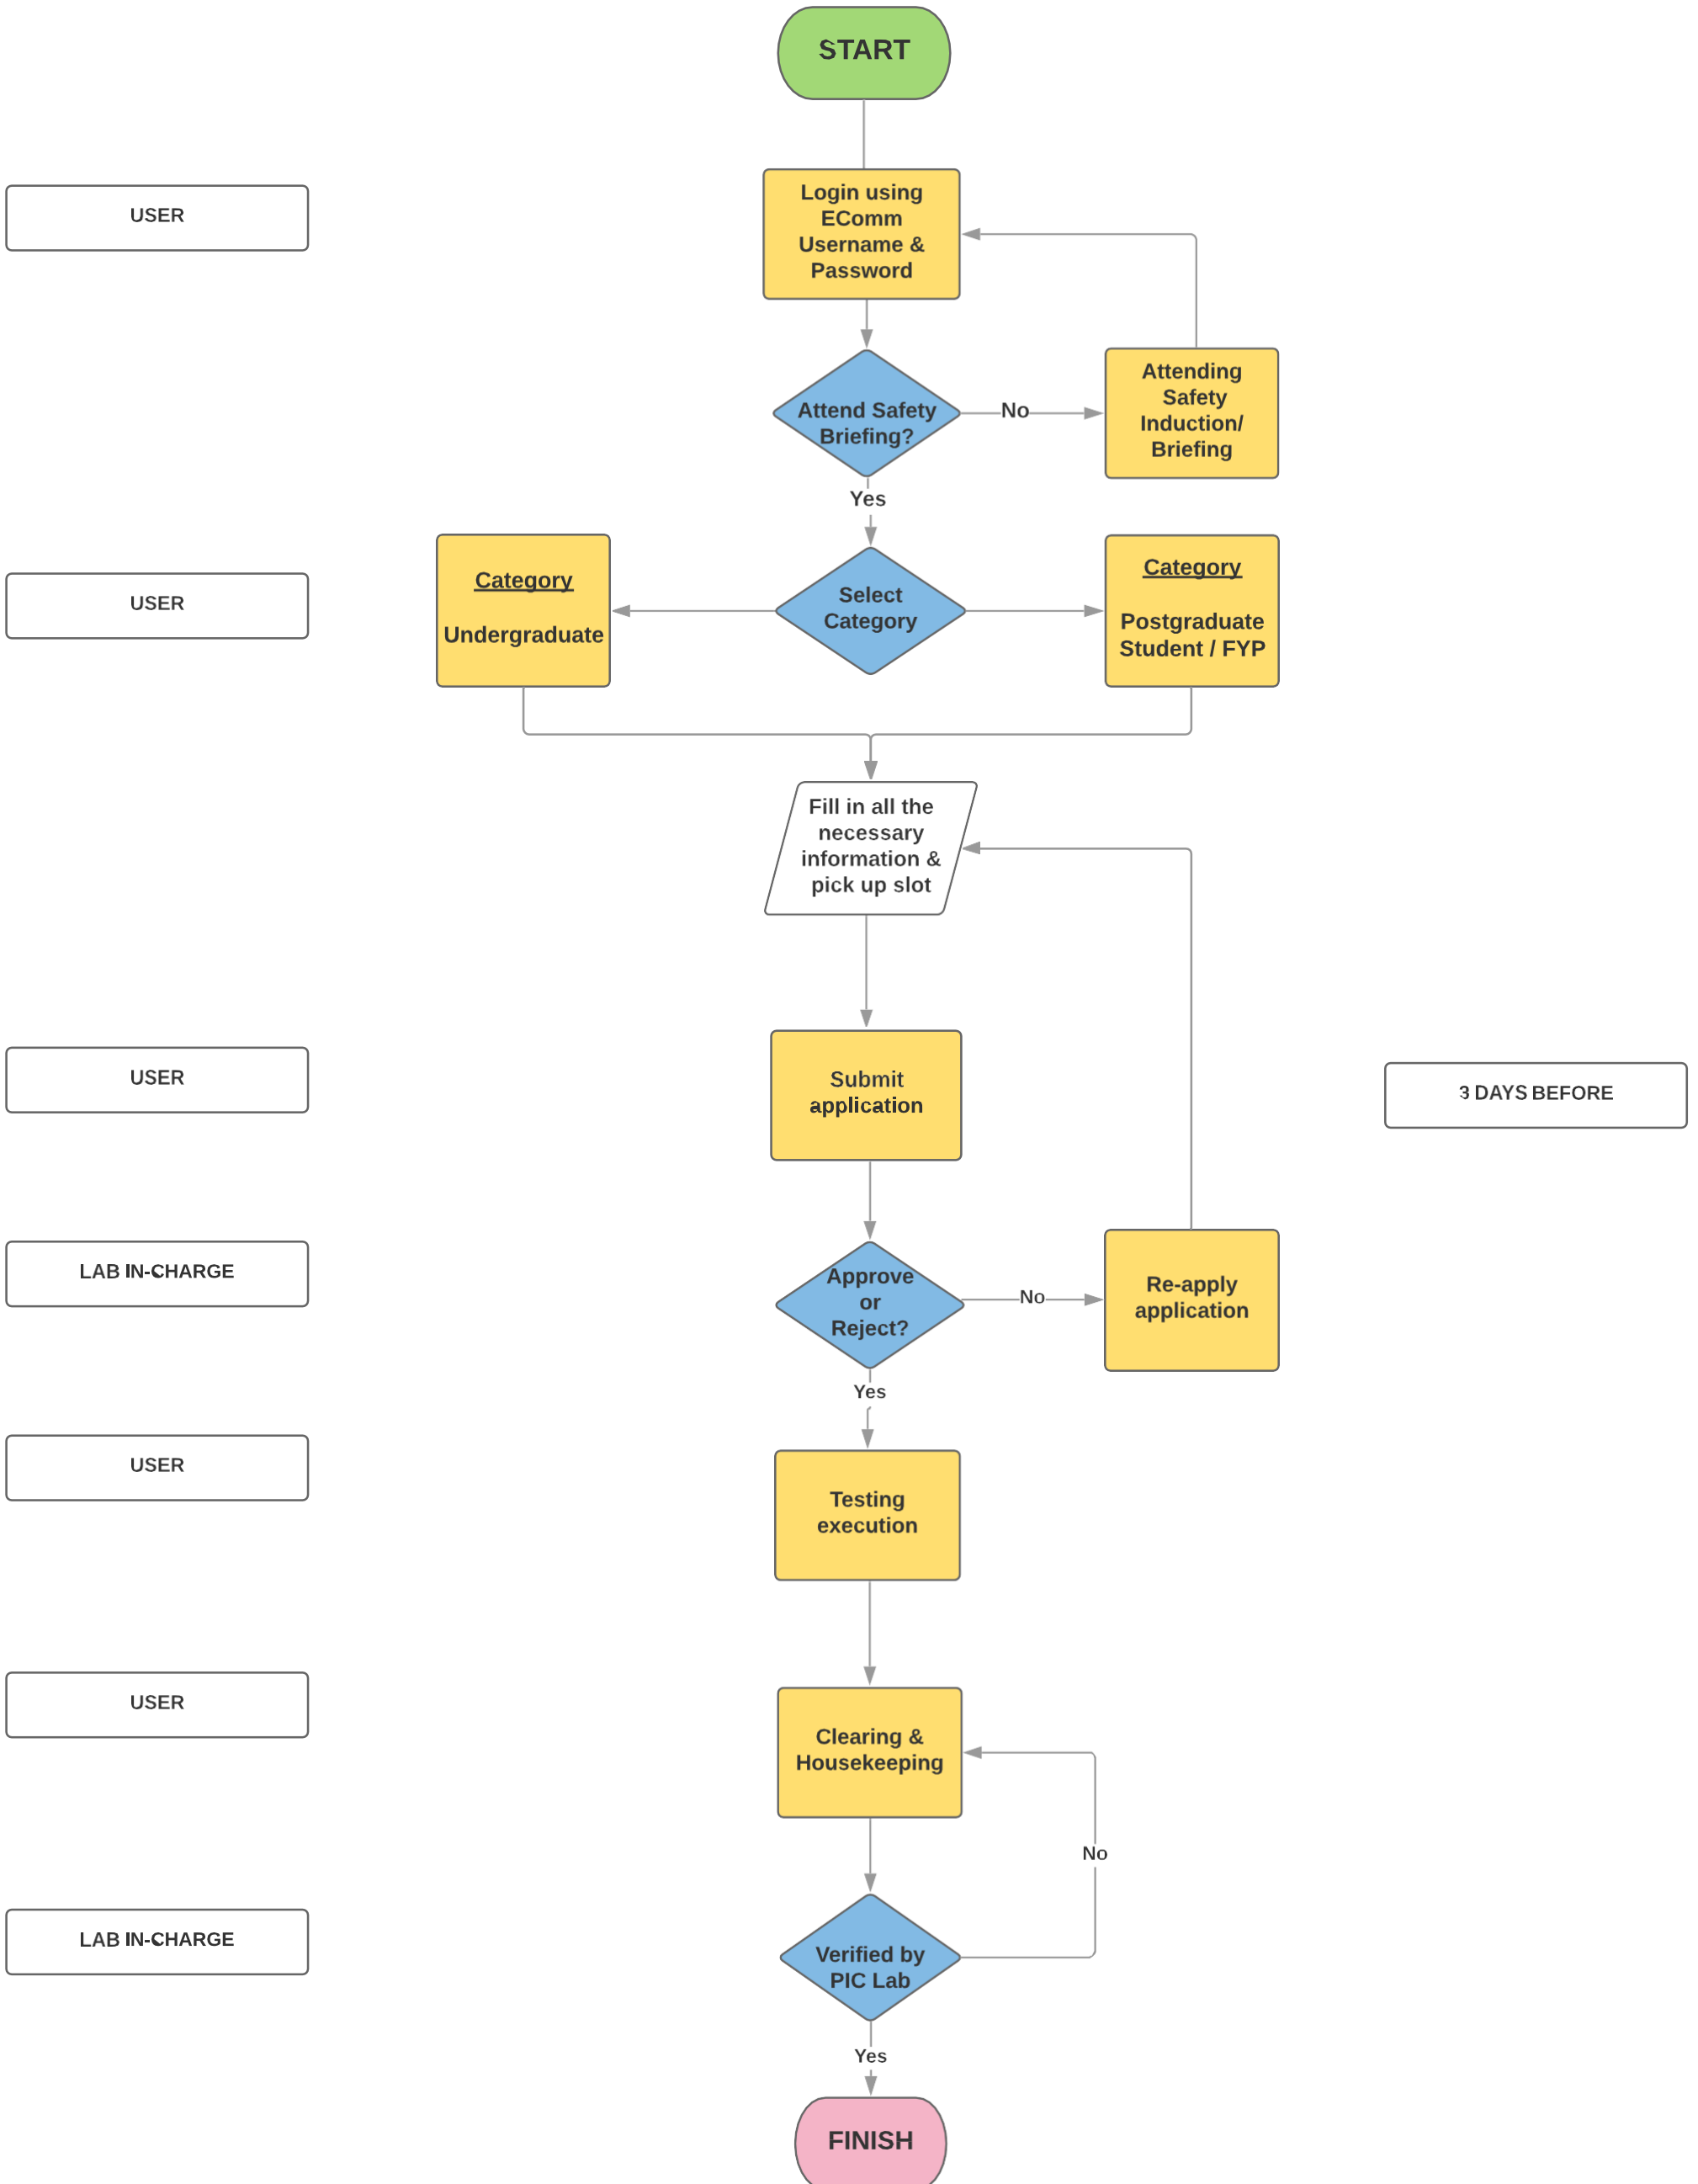 START
USER
Login using
EComm
Username &
Password
Attend Safety
Briefing?
No
Attending
Safety
Induction/
Briefing
Yes
USER
Category
Undergraduate
Select
Category
Category
Postgraduate
Student / FYP
Fill in all the
necessary
information &
pick up slot
USER
Submit
application
3 DAYS BEFORE
LAB IN-CHARGE
Approve
or
Reject?
No
Re-apply
application
Yes
USER
Testing
execution
USER
Clearing &
Housekeeping
No
LAB IN-CHARGE
Verified by
PIC Lab
Yes
FINISH